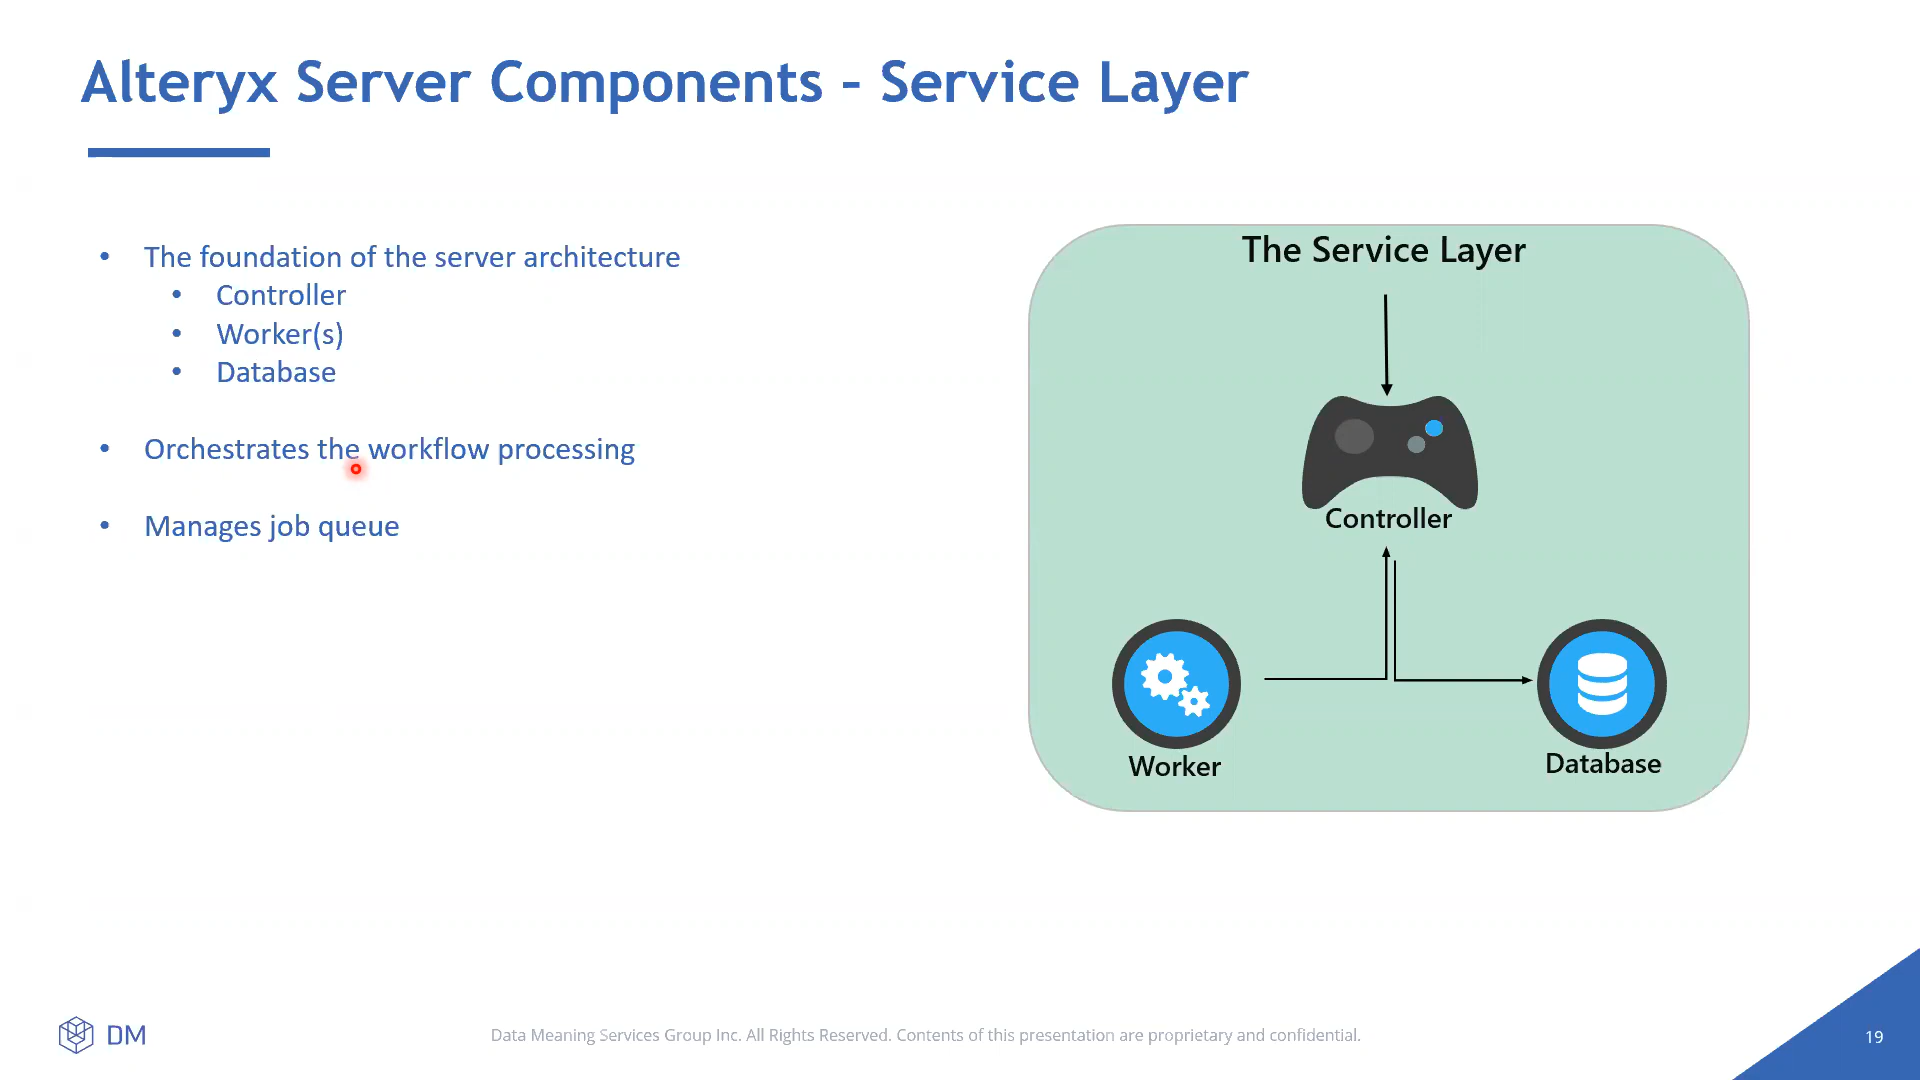 Alteryx Server Components – Service Layer
• The foundation of the server architecture
• Controller
• Worker(s)
• Database
• Orchestrates the workflow processing
• Manages job queue
The Service Layer
Controller
Worker
Database
DM
Data Meaning Services Group Inc. All Rights Reserved. Contents of this presentation are proprietary and confidential.
19